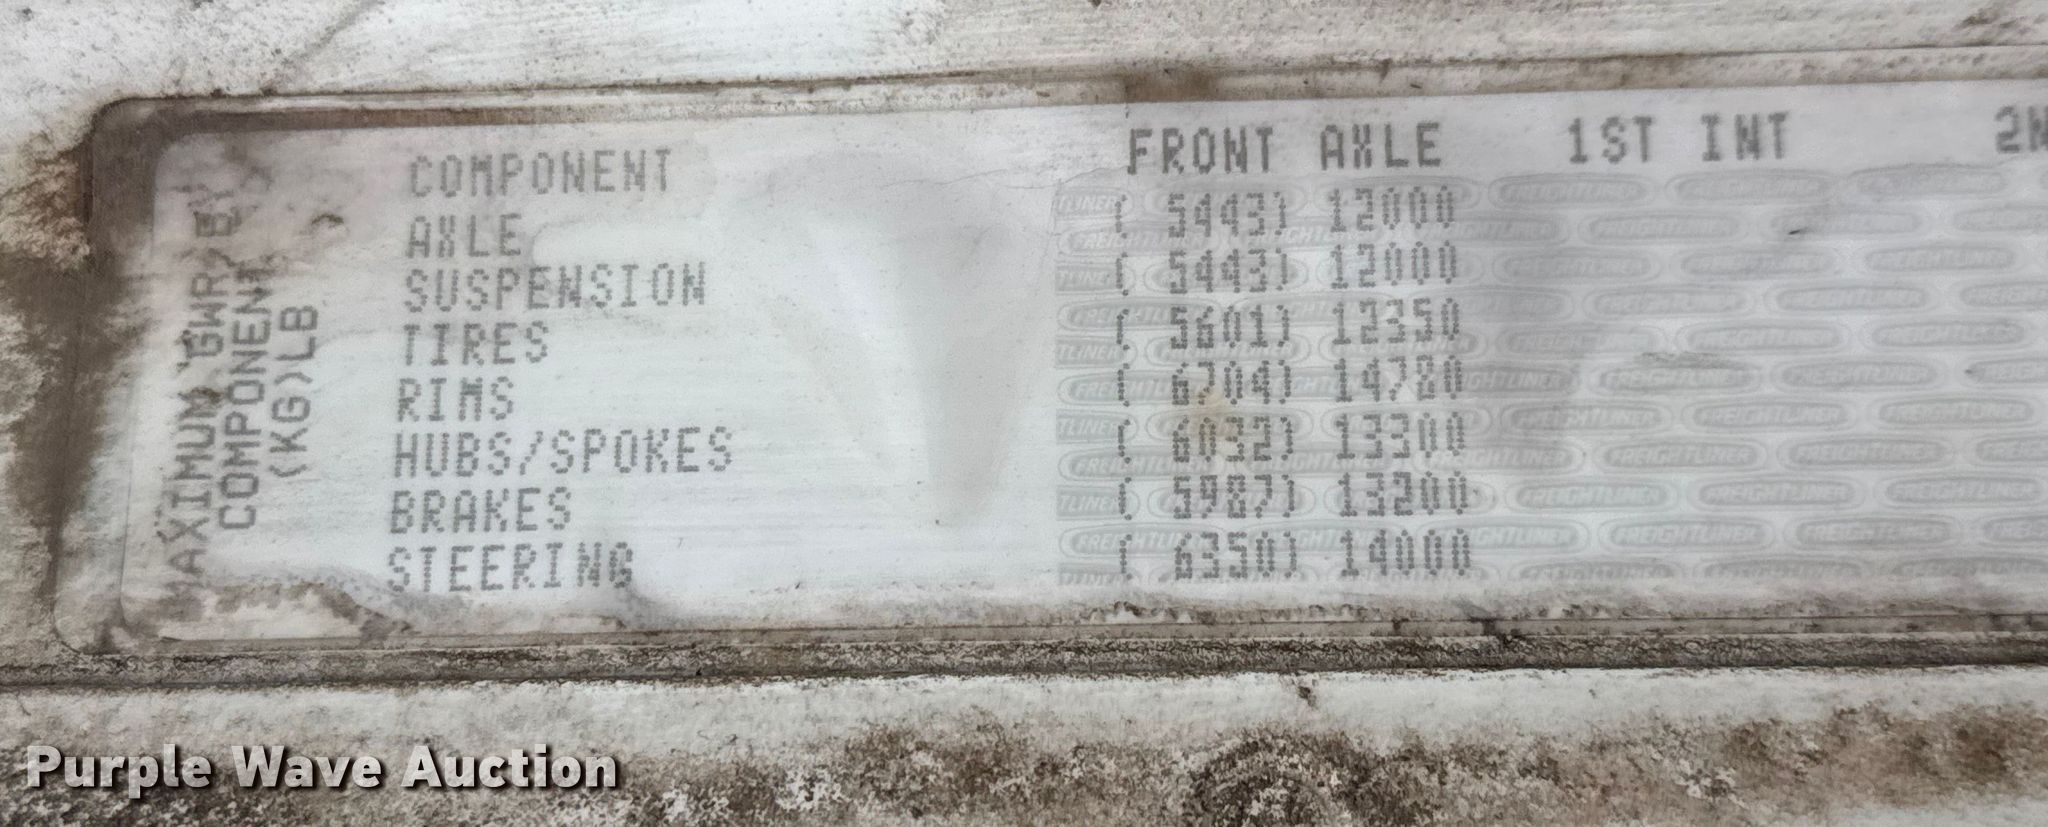 MAXIMUM GWR BY
COMPONENT
(KG)LB
COMPONENT FRONT AXLE 1ST INT
AXLE ( 5443) 12000
SUSPENSION ( 5443) 12000
TIRES ( 5601) 12350
RIMS ( 6704) 14780
HUBS/SPOKES ( 6032) 13300
BRAKES ( 5987) 13200
STEERING ( 6350) 14000
FREIGHTLINER
Purple Wave Auction